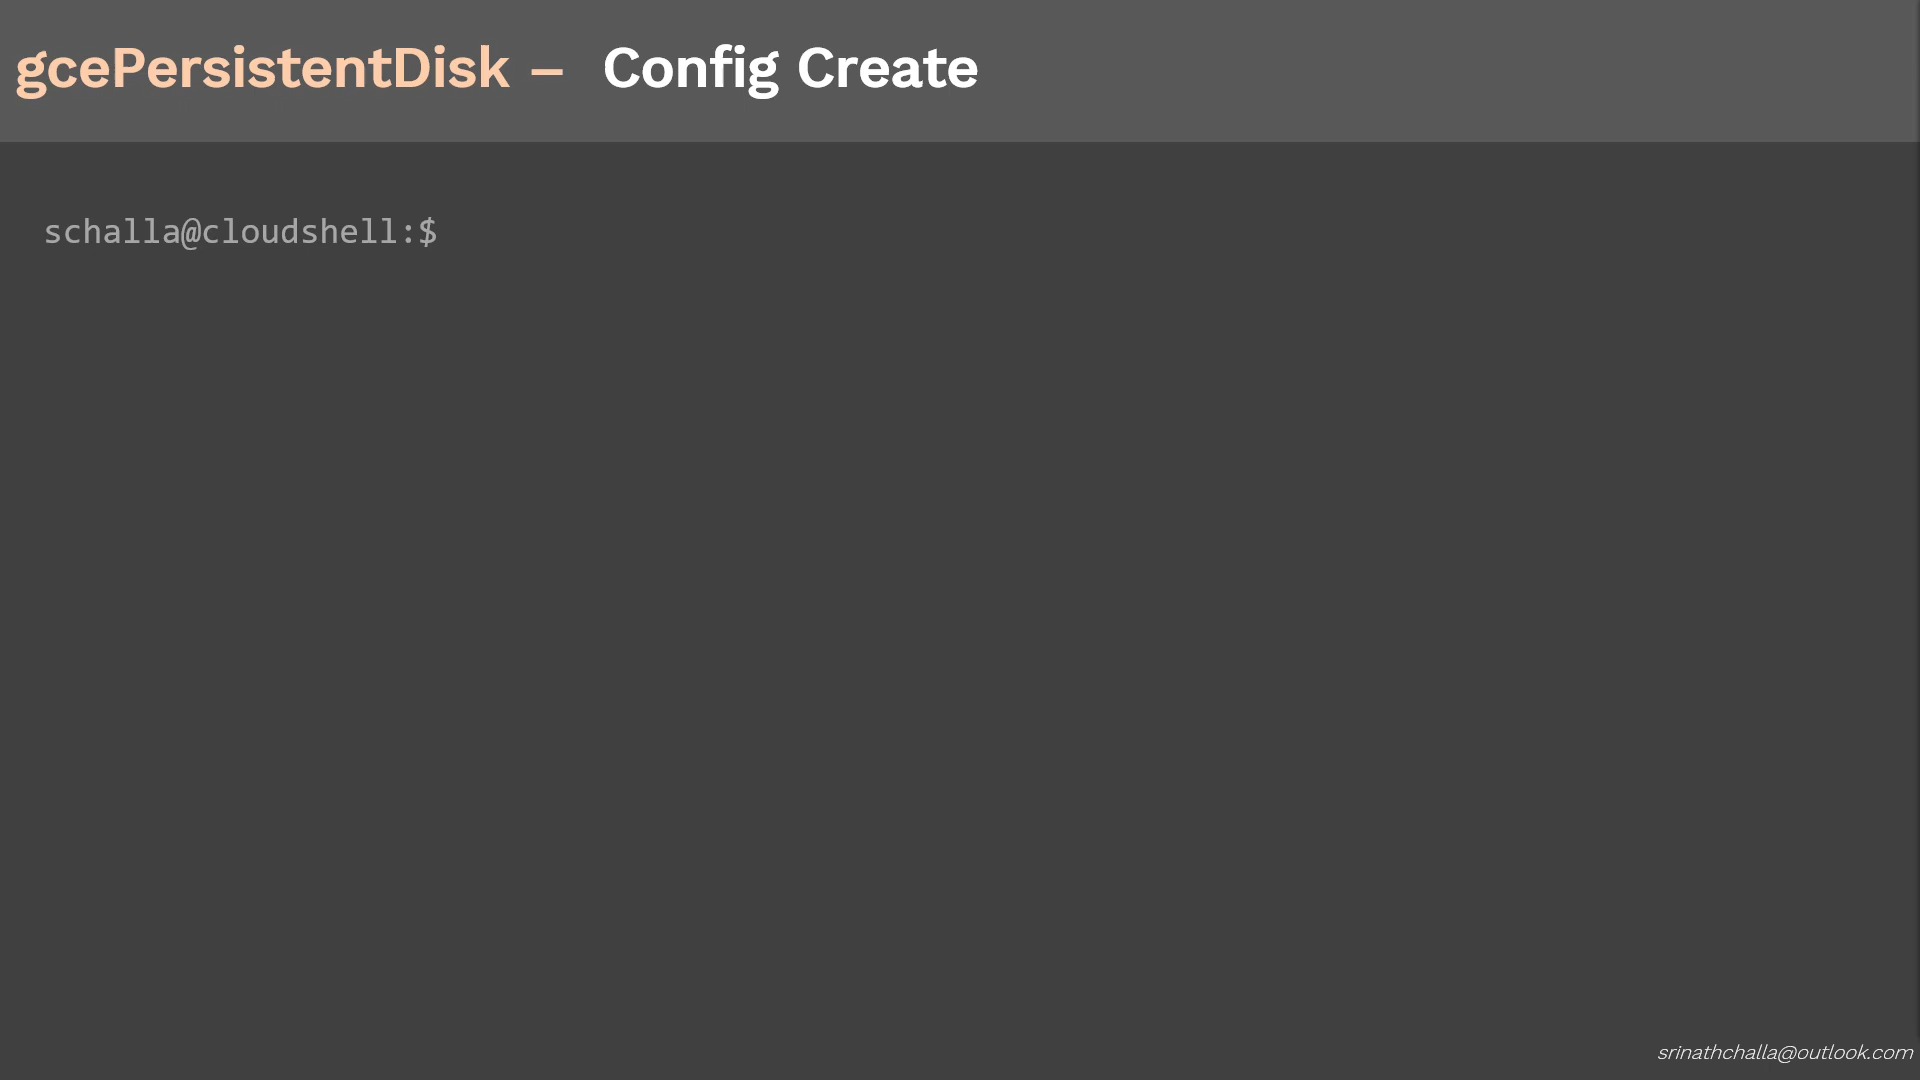 gcePersistentDisk – Config Create
schalla@cloudshell:$
srinathchalla@outlook.com